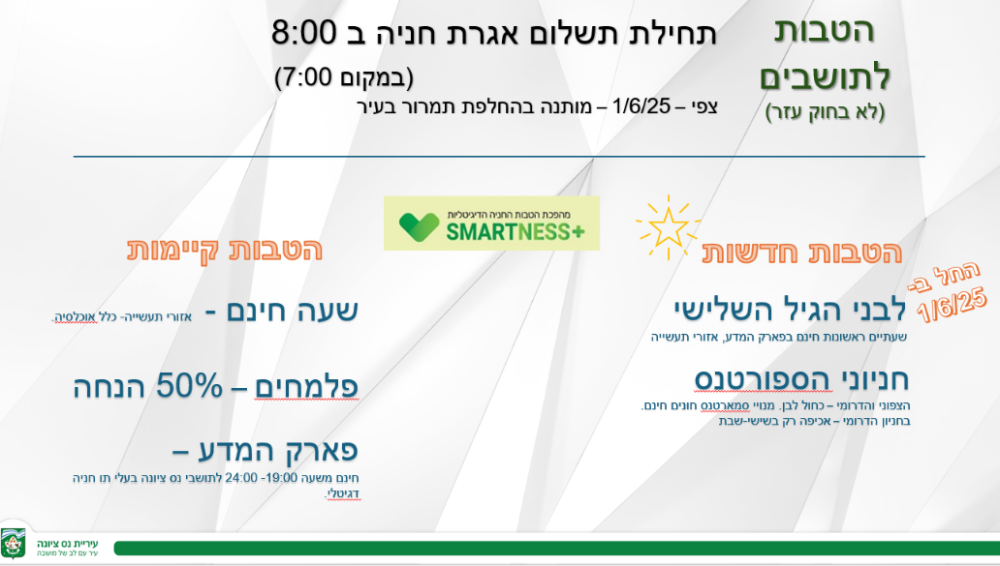 הטבות
לתושבים
(לא בחוק עזר)
תחילת תשלום אגרת חניה ב 8:00
(במקום 7:00)
צפי – 1/6/25 – מותנה בהחלפת תמרור בעיר
מהפכת הטבות החניה הדיגיטליות
SMARTNESS+
הטבות חדשות
החל ב-
1/6/25
לבני הגיל השלישי
שעתיים ראשונות חינם בפארק המדע, אזורי תעשייה
חניוני הספורטנס
הצפוני והדרומי – כחול לבן. מנויי סמארטנס חונים חינם.
בחניון הדרומי – אכיפה רק בשישי-שבת
הטבות קיימות
שעה חינם - אזורי תעשייה- כלל אוכלסיה.
פלמחים – 50% הנחה
פארק המדע –
חינם משעה 19:00- 24:00 לתושבי נס ציונה בעלי תו חניה
דגיטלי.
עיריית נס ציונה
עיר עם לב של מושבה